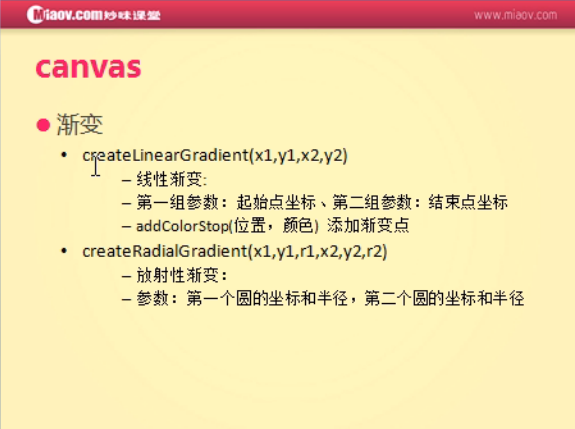 Miaov.com妙味课堂
www.miaov.com
canvas
渐变
createLinearGradient(x1,y1,x2,y2)
– 线性渐变:
– 第一组参数：起始点坐标、第二组参数：结束点坐标
– addColorStop(位置，颜色) 添加渐变点
createRadialGradient(x1,y1,r1,x2,y2,r2)
– 放射性渐变：
– 参数：第一个圆的坐标和半径，第二个圆的坐标和半径